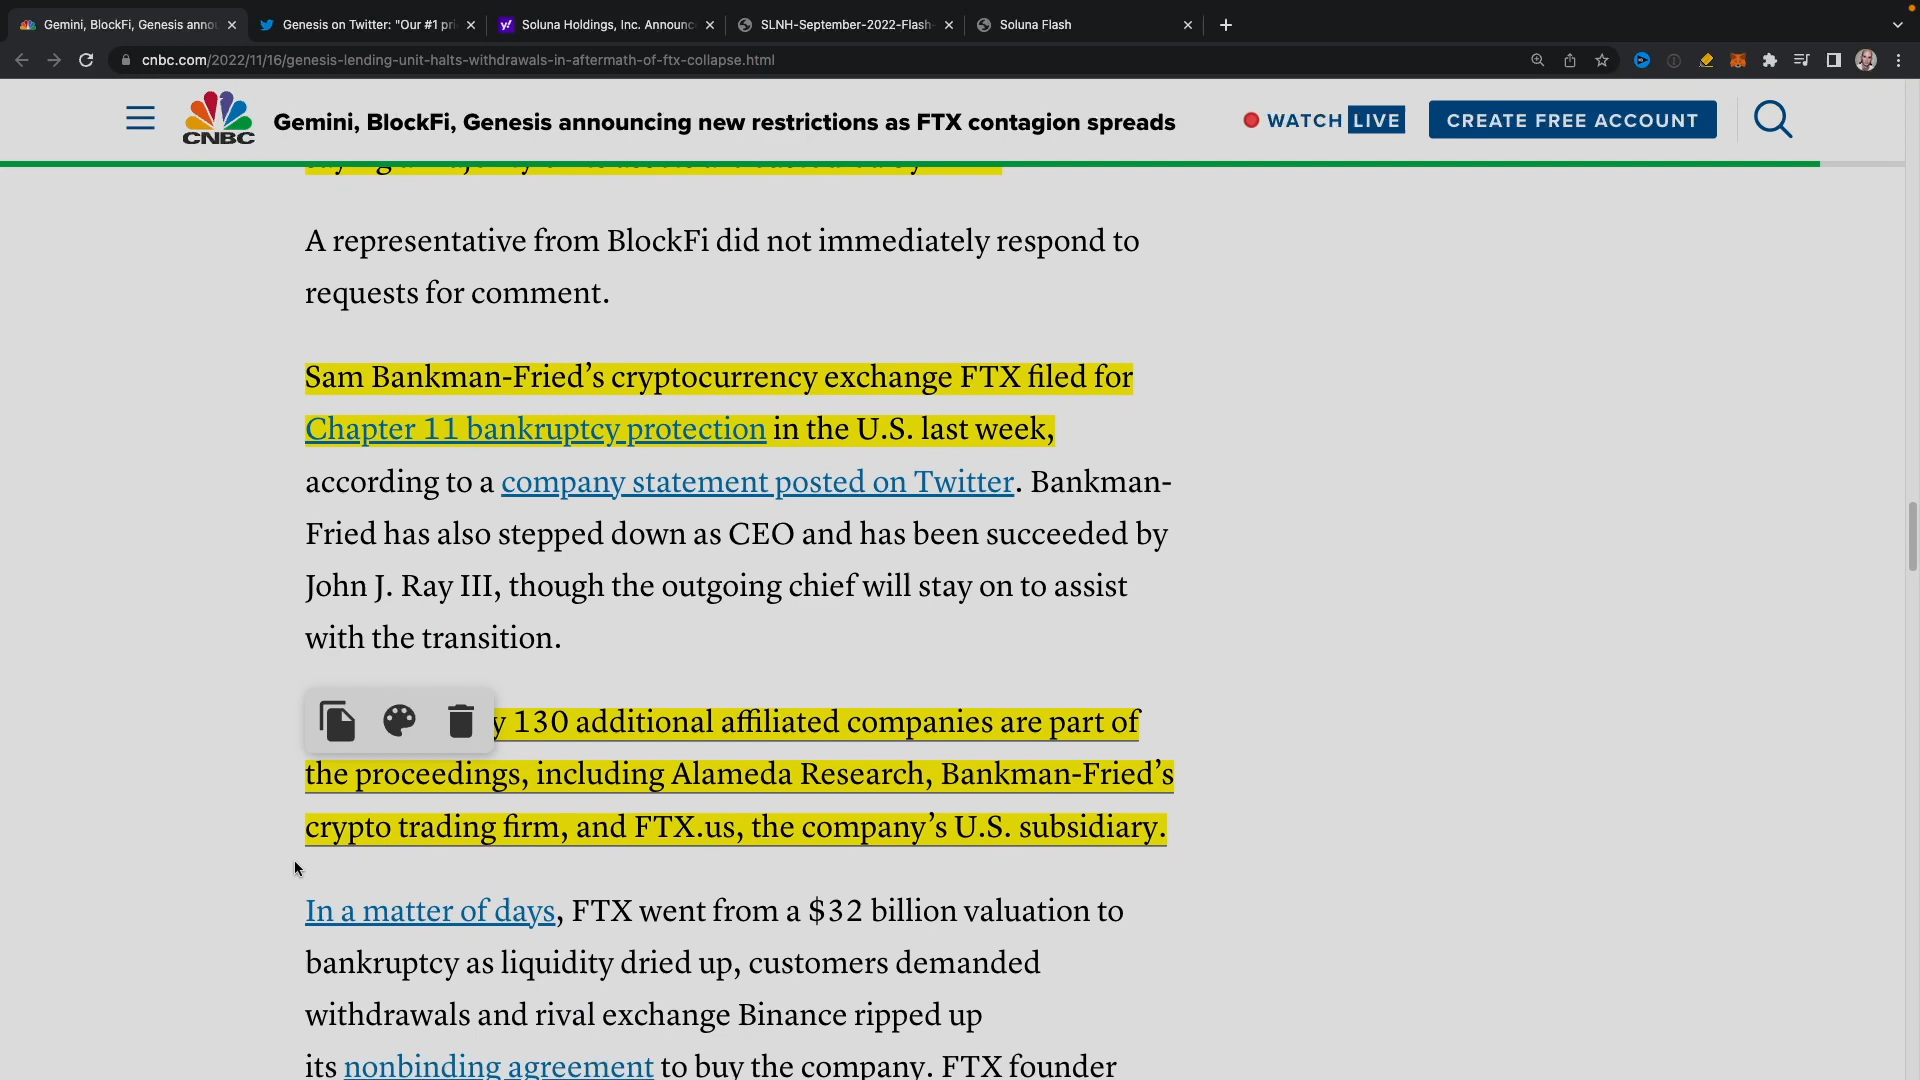 Gemini, BlockFi, Genesis annou
Genesis on Twitter: "Our #1 pri
Soluna Holdings, Inc. Announc
SLNH-September-2022-Flash-
Soluna Flash
cnbc.com/2022/11/16/genesis-lending-unit-halts-withdrawals-in-aftermath-of-ftx-collapse.html
CNBC
Gemini, BlockFi, Genesis announcing new restrictions as FTX contagion spreads
WATCH LIVE
CREATE FREE ACCOUNT
A representative from BlockFi did not immediately respond to
requests for comment.
Sam Bankman-Fried’s cryptocurrency exchange FTX filed for
Chapter 11 bankruptcy protection in the U.S. last week,
according to a company statement posted on Twitter. Bankman-
Fried has also stepped down as CEO and has been succeeded by
John J. Ray III, though the outgoing chief will stay on to assist
with the transition.
y 130 additional affiliated companies are part of
the proceedings, including Alameda Research, Bankman-Fried’s
crypto trading firm, and FTX.us, the company’s U.S. subsidiary.
In a matter of days, FTX went from a $32 billion valuation to
bankruptcy as liquidity dried up, customers demanded
withdrawals and rival exchange Binance ripped up
its nonbinding agreement to buy the company. FTX founder